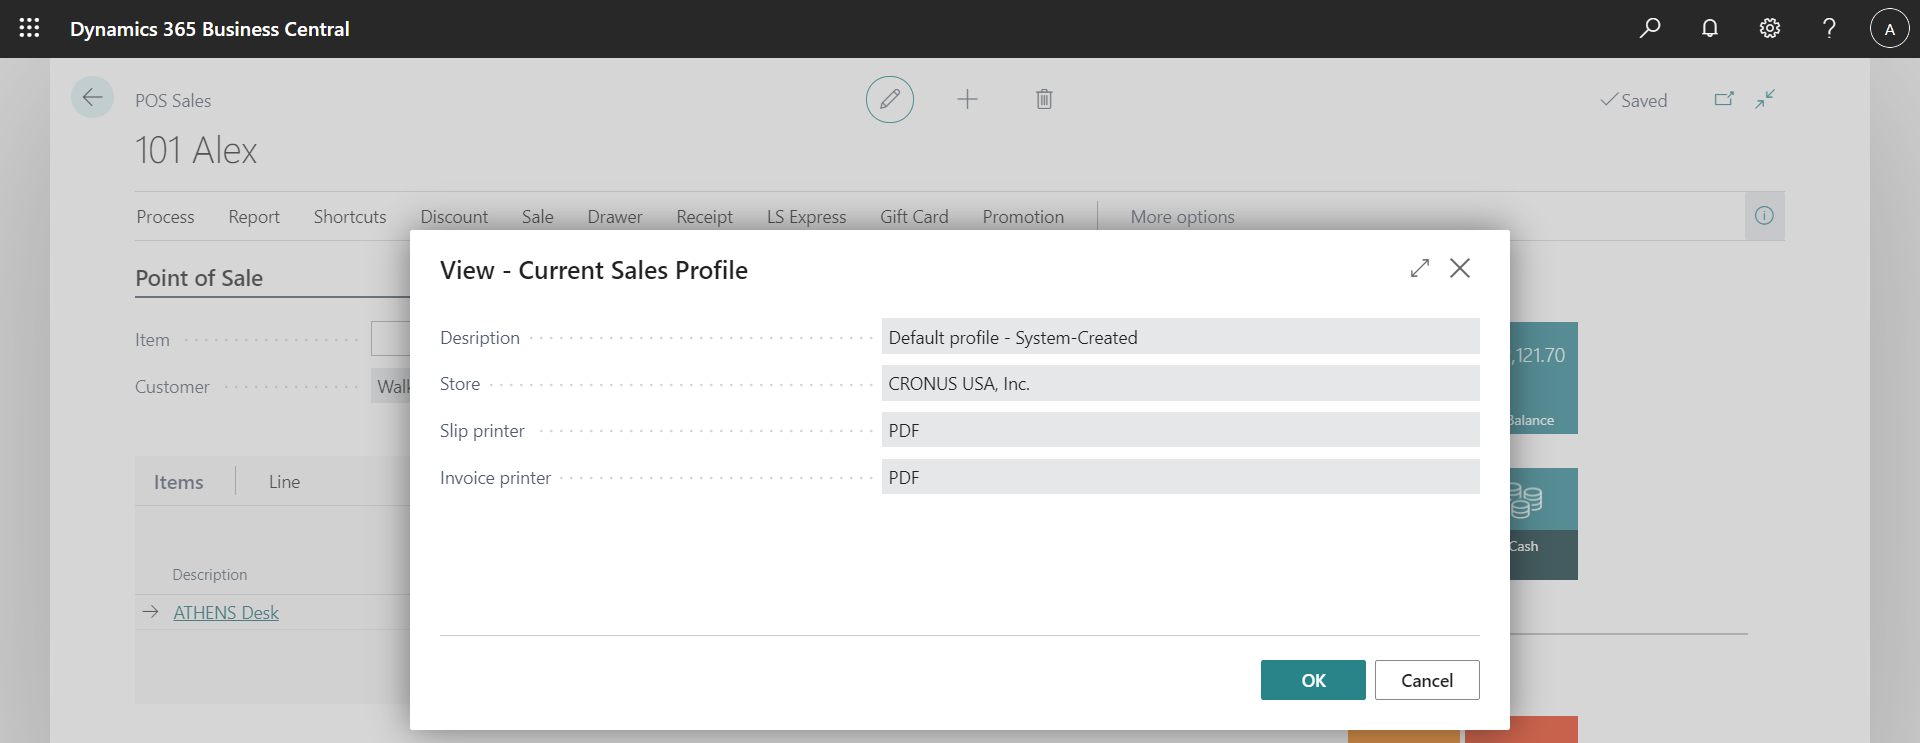 Dynamics 365 Business Central
A
POS Sales
Saved
101 Alex
Process Report Shortcuts Discount Sale Drawer Receipt LS Express Gift Card Promotion More options
View - Current Sales Profile
Point of Sale
Desription Default profile - System-Created
Item
,121.70
Store CRONUS USA, Inc.
Customer
Balance
Slip printer PDF
Invoice printer PDF
Items Line
Cash
Description
ATHENS Desk
OK Cancel